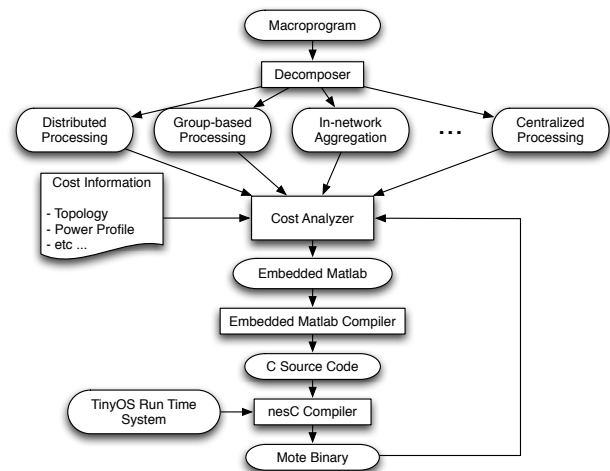 Macroprogram
Decomposer
Distributed
Processing
Group-based
Processing
In-network
Aggregation
...
Centralized
Processing
Cost Information
- Topology
- Power Profile
- etc ...
Cost Analyzer
Embedded Matlab
Embedded Matlab Compiler
C Source Code
TinyOS Run Time
System
nesC Compiler
Mote Binary